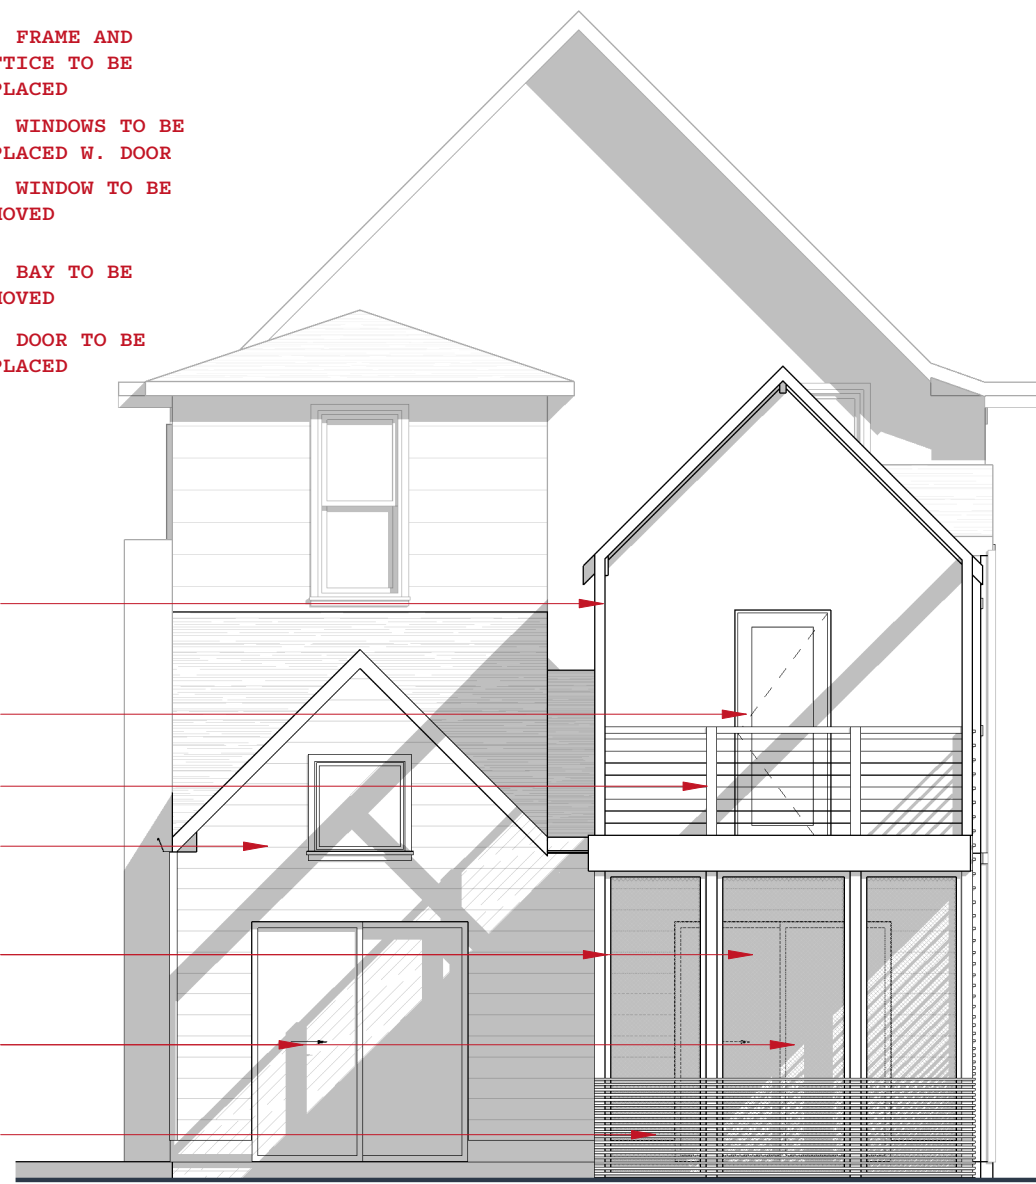 FRAME AND
TTICE TO BE
PLACED
WINDOWS TO BE
PLACED W. DOOR
WINDOW TO BE
MOVED
BAY TO BE
MOVED
DOOR TO BE
PLACED